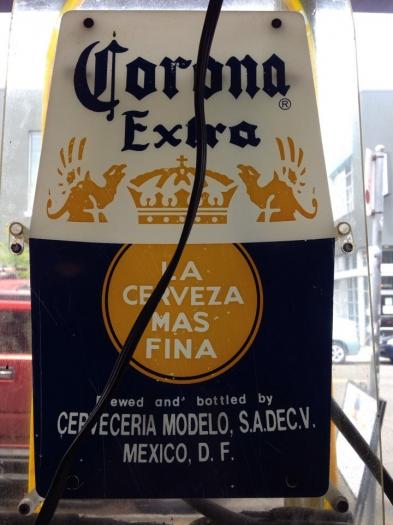 Corona
Extra
®
LA
CERVEZA
MAS
FINA
Brewed and' bottled by
CERVECERIA MODELO, S.A.DEC.V.
MEXICO, D. F.